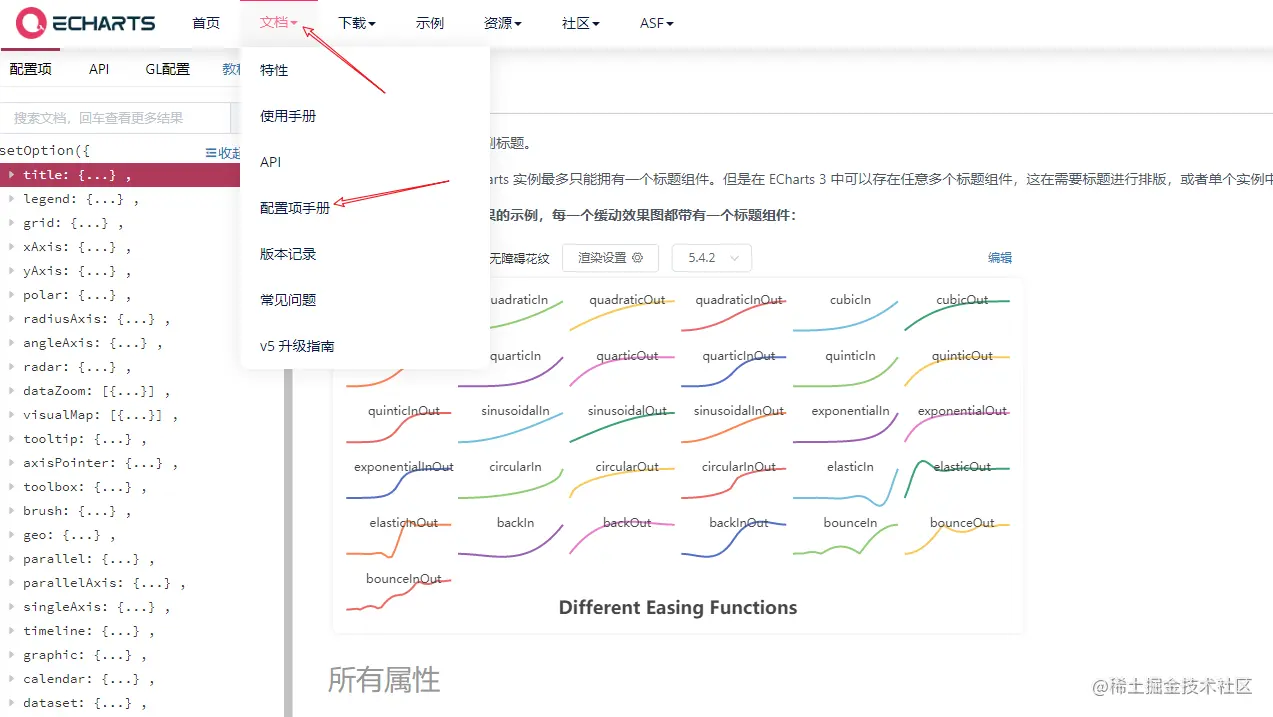 ECHARTS 首页 文档 下载 示例 资源 社区 ASF
配置项 API GL配置 教
搜索文档,回车查看更多结果
setOption({ 收起
title: {...} ,
legend: {...} ,
grid: {...} ,
xAxis: {...} ,
yAxis: {...} ,
polar: {...} ,
radiusAxis: {...} ,
angleAxis: {...} ,
radar: {...} ,
dataZoom: [{...}] ,
visualMap: [{...}] ,
tooltip: {...} ,
axisPointer: {...} ,
toolbox: {...} ,
brush: {...} ,
geo: {...} ,
parallel: {...} ,
parallelAxis: {...} ,
singleAxis: {...} ,
timeline: {...} ,
graphic: {...} ,
calendar: {...} ,
dataset: {...} ,
特性
使用手册
API
配置项手册
版本记录
常见问题
v5 升级指南
标题。
arts 实例最多只能拥有一个标题组件。但是在 ECharts 3 中可以存在任意多个标题组件,这在需要标题进行排版,或者单个实例中
的示例,每一个缓动效果图都带有一个标题组件:
无障碍花纹 渲染设置 5.4.2 编辑
uadraticIn quadraticOut quadraticInOut cubicIn cubicOut
quarticIn quarticOut quarticInOut quinticIn quinticOut
quinticInOut sinusoidalIn sinusoidalOut sinusoidalInOut exponentialIn exponentialOut
exponentialInOut circularIn circularOut circularInOut elasticIn elasticOut
elasticInOut backIn backOut backInOut bounceIn bounceOut
bounceInOut
Different Easing Functions
所有属性
@稀土掘金技术社区